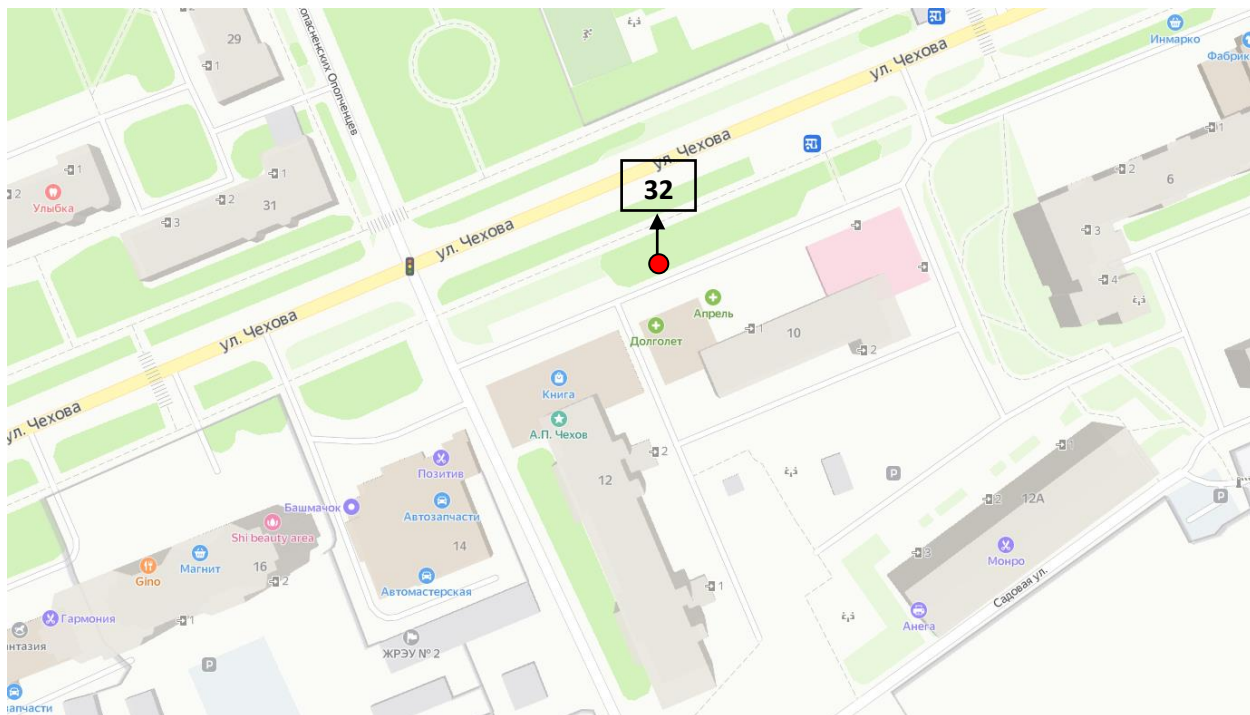 29
1
опасненских Ополченцев
ул. Чехова
Инмарко
Фабрик
1
2
Улыбка
31
1
2
3
ул. Чехова
32
ул. Чехова
1
2
6
3
4
ул. Чехова
Апрель
Долголет
1
10
2
Книга
А.П. Чехов
ул. Чехова
Позитив
2
12
1
P
2
12А
P
Башмачок
Автозапчасти
Shi beauty area
14
3
Монро
Магнит
16
Gino
2
Автомастерская
1
Садовая ул.
Гармония
1
Анега
нтазия
ЖРЭУ № 2
P
запчасти